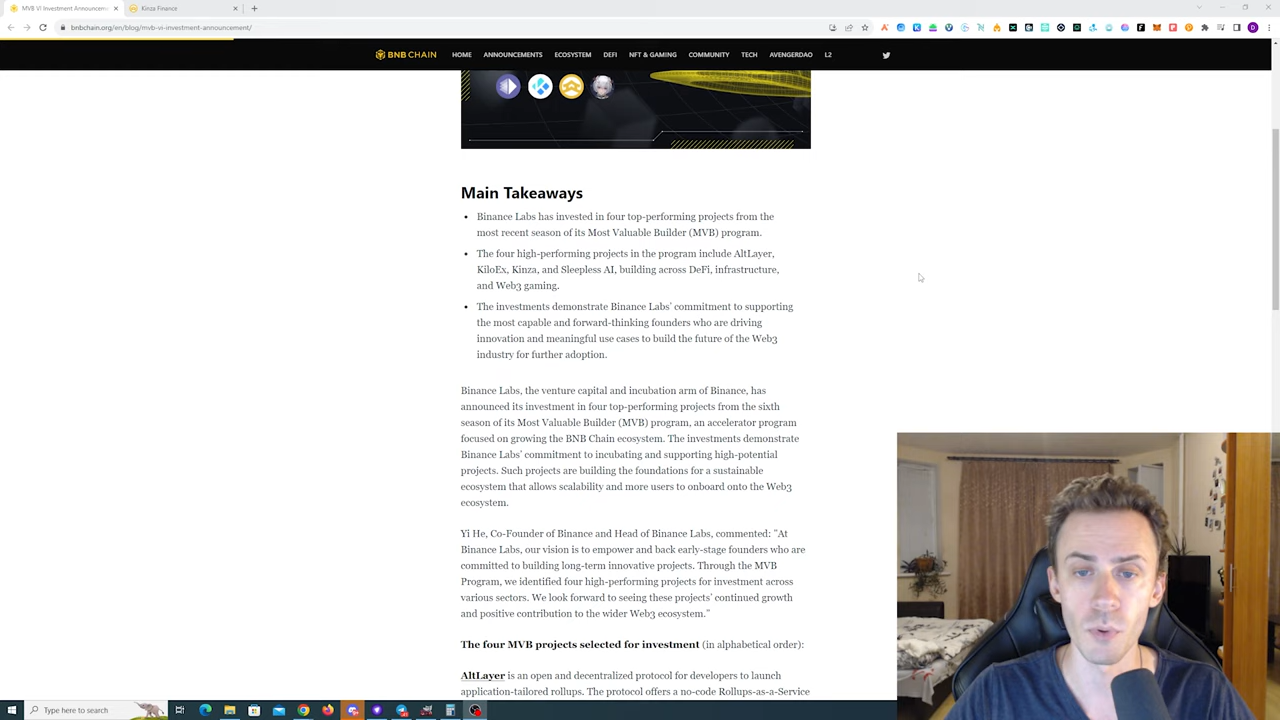 MVB VI Investment Announcem
Kinza Finance
bnbchain.org/en/blog/mvb-vi-investment-announcement/
BNB CHAIN
HOME
ANNOUNCEMENTS
ECOSYSTEM
DEFI
NFT & GAMING
COMMUNITY
TECH
AVENGERDAO
L2
Main Takeaways
• Binance Labs has invested in four top-performing projects from the
most recent season of its Most Valuable Builder (MVB) program.
• The four high-performing projects in the program include AltLayer,
KiloEx, Kinza, and Sleepless AI, building across DeFi, infrastructure,
and Web3 gaming.
• The investments demonstrate Binance Labs' commitment to supporting
the most capable and forward-thinking founders who are driving
innovation and meaningful use cases to build the future of the Web3
industry for further adoption.
Binance Labs, the venture capital and incubation arm of Binance, has
announced its investment in four top-performing projects from the sixth
season of its Most Valuable Builder (MVB) program, an accelerator program
focused on growing the BNB Chain ecosystem. The investments demonstrate
Binance Labs' commitment to incubating and supporting high-potential
projects. Such projects are building the foundations for a sustainable
ecosystem that allows scalability and more users to onboard onto the Web3
ecosystem.
Yi He, Co-Founder of Binance and Head of Binance Labs, commented: "At
Binance Labs, our vision is to empower and back early-stage founders who are
committed to building long-term innovative projects. Through the MVB
Program, we identified four high-performing projects for investment across
various sectors. We look forward to seeing these projects' continued growth
and positive contribution to the wider Web3 ecosystem."
The four MVB projects selected for investment (in alphabetical order):
AltLayer is an open and decentralized protocol for developers to launch
application-tailored rollups. The protocol offers a no-code Rollups-as-a-Service
Type here to search